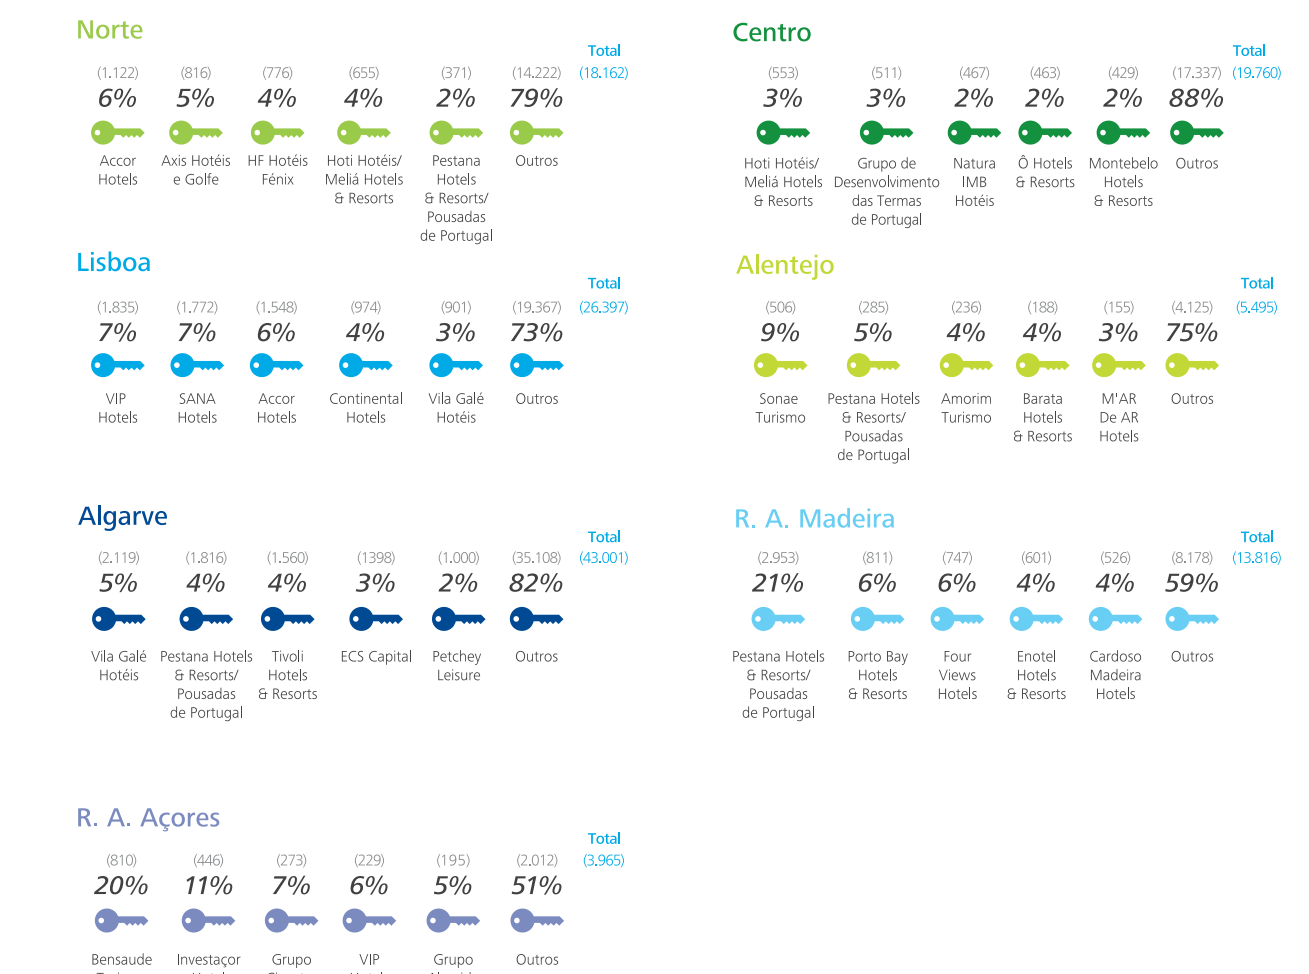 Norte
Total
(1.122) (816) (776) (655) (371) (14.222) (18.162)
6% 5% 4% 4% 2% 79%
Accor Axis Hotéis HF Hotéis Hoti Hotéis/ Pestana Outros
Hotels e Golfe Fénix Meliá Hotels Hotels
& Resorts & Resorts/
Pousadas
de Portugal
Centro
Total
(553) (511) (467) (463) (429) (17.337) (19.760)
3% 3% 2% 2% 2% 88%
Hoti Hotéis/ Grupo de Natura Ô Hotels Montebelo Outros
Meliá Hotels Desenvolvimento IMB & Resorts Hotels
& Resorts das Termas Hotéis & Resorts
de Portugal
Lisboa
Total
(1.835) (1.772) (1.548) (974) (901) (19.367) (26.397)
7% 7% 6% 4% 3% 73%
VIP SANA Accor Continental Vila Galé Outros
Hotels Hotels Hotels Hotels Hotéis
Alentejo
Total
(506) (285) (236) (188) (155) (4.125) (5.495)
9% 5% 4% 4% 3% 75%
Sonae Pestana Hotels Amorim Barata M'AR Outros
Turismo & Resorts/ Turismo Hotels De AR
Pousadas & Resorts Hotels
de Portugal
Algarve
Total
(2.119) (1.816) (1.560) (1398) (1.000) (35.108) (43.001)
5% 4% 4% 3% 2% 82%
Vila Galé Pestana Hotels Tivoli ECS Capital Petchey Outros
Hotéis & Resorts/ Hotels Leisure
Pousadas & Resorts
de Portugal
R. A. Madeira
Total
(2.953) (811) (747) (601) (526) (8.178) (13.816)
21% 6% 6% 4% 4% 59%
Pestana Hotels Porto Bay Four Enotel Cardoso Outros
& Resorts/ Hotels Views Hotels Madeira
Pousadas & Resorts Hotels & Resorts Hotels
de Portugal
R. A. Açores
Total
(810) (446) (273) (229) (195) (2.012) (3.965)
20% 11% 7% 6% 5% 51%
Bensaude Investaçor Grupo VIP Grupo Outros